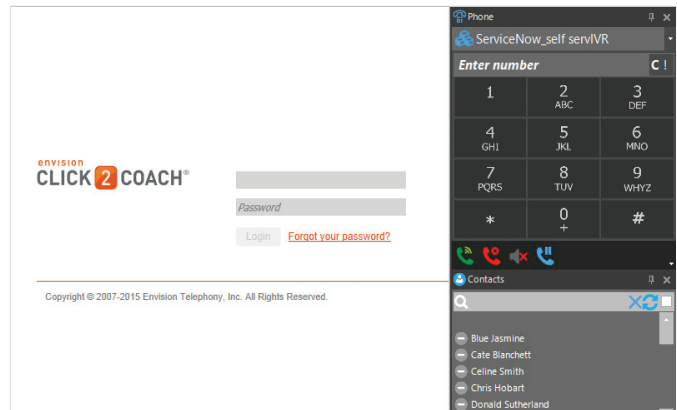 envision
CLICK 2 COACH®
Password
Login Forgot your password?
Copyright © 2007-2015 Envision Telephony, Inc. All Rights Reserved.
Phone
ServiceNow_self servIVR
Enter number C !
1 2 3
ABC DEF
4 5 6
GHI JKL MNO
7 8 9
PQRS TUV WHYZ
* 0 #
+
Contacts
Blue Jasmine
Cate Blanchett
Celine Smith
Chris Hobart
Donald Sutherland